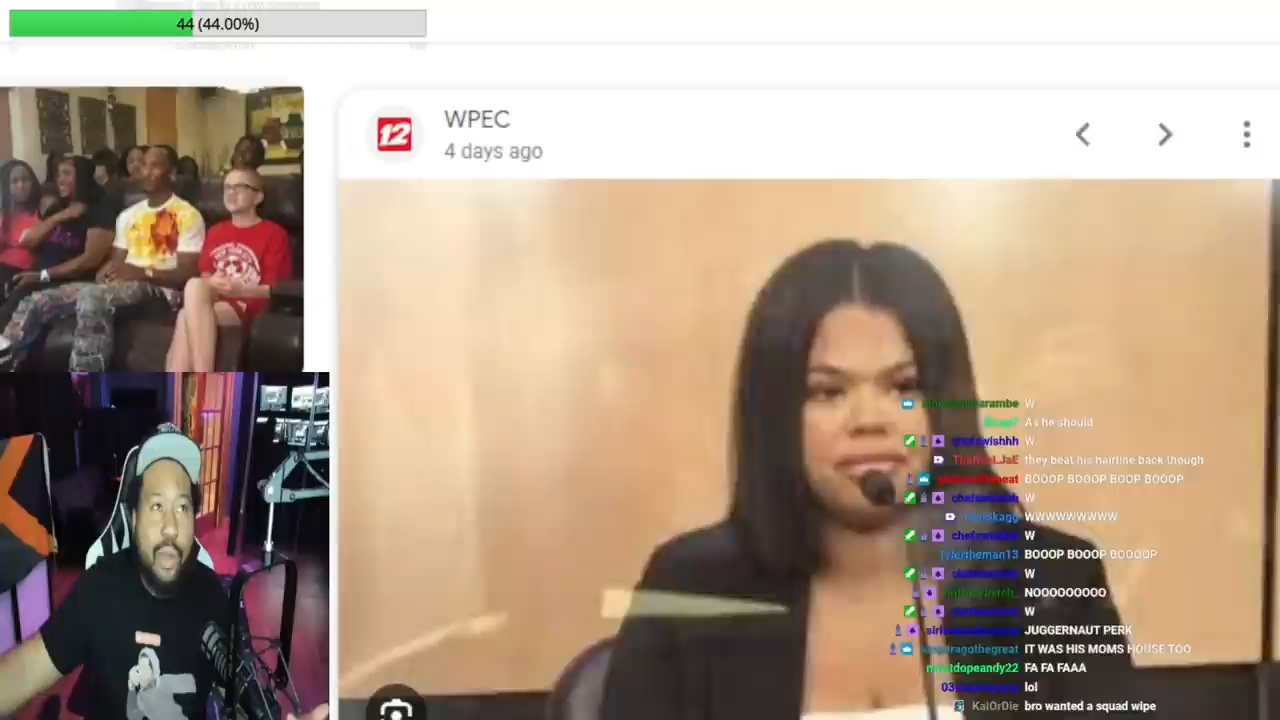 44 (44.00%)
12
WPEC
4 days ago
W
As he should
W
they beat his hairline back though
BOOOP BOOOP BOOP BOOOP
W
WWWWWWWWW
W
Tylertheman13 BOOOP BOOOP BOOOOP
W
NOOOOOOOOO
W
JUGGERNAUT PERK
IT WAS HIS MOMS HOUSE TOO
FA FA FAAA
lol
KaiOrDie bro wanted a squad wipe